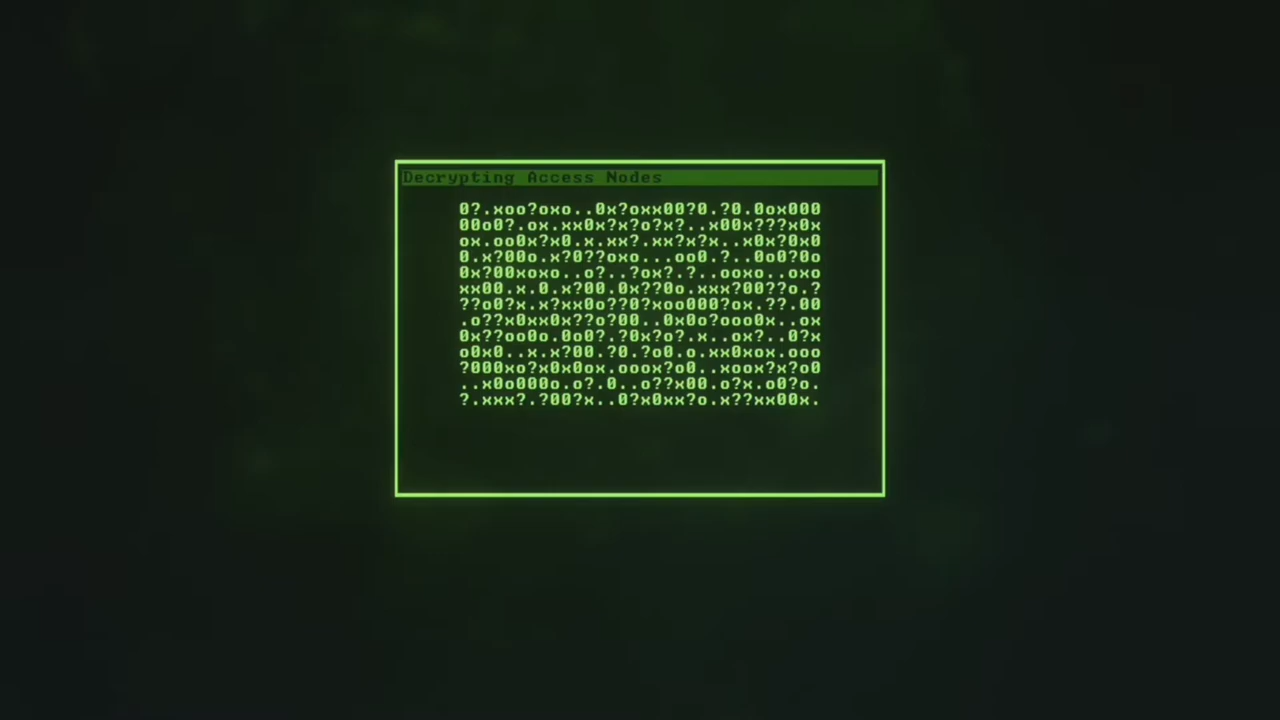 Decrypting Access Nodes
0?.xoo?oxo..0x?oxx00?0.?0.0ox000
00o0?.ox.xx0x?x?o?x?..x00x???x0x
ox.oo0x?x0.x.xx?.xx?x?x..x0x?0x0
0.x?00o.x?0??oxo...oo0.?..0o0?0o
0x?00xoxo..o?..?ox?.?..ooxo..oxo
xx00.x.0.x?00.0x??0o.xxx?00??o.?
??o0?x.x?xx0o??0?xoo000?ox.??.00
.o??x0xx0x??o?00..0x0o?ooo0x..ox
0x??oo0o.0o0?.?0x?o?.x..ox?..0?x
o0x0..x.x?00.?0.?o0.o.xx0xox.ooo
?000xo?x0x0ox.ooox?o0..xoox?x?o0
..x0o000o.o?.0..o??x00.o?x.o0?o.
?.xxx?.?00?x..0?x0xx?o.x??xx00x.